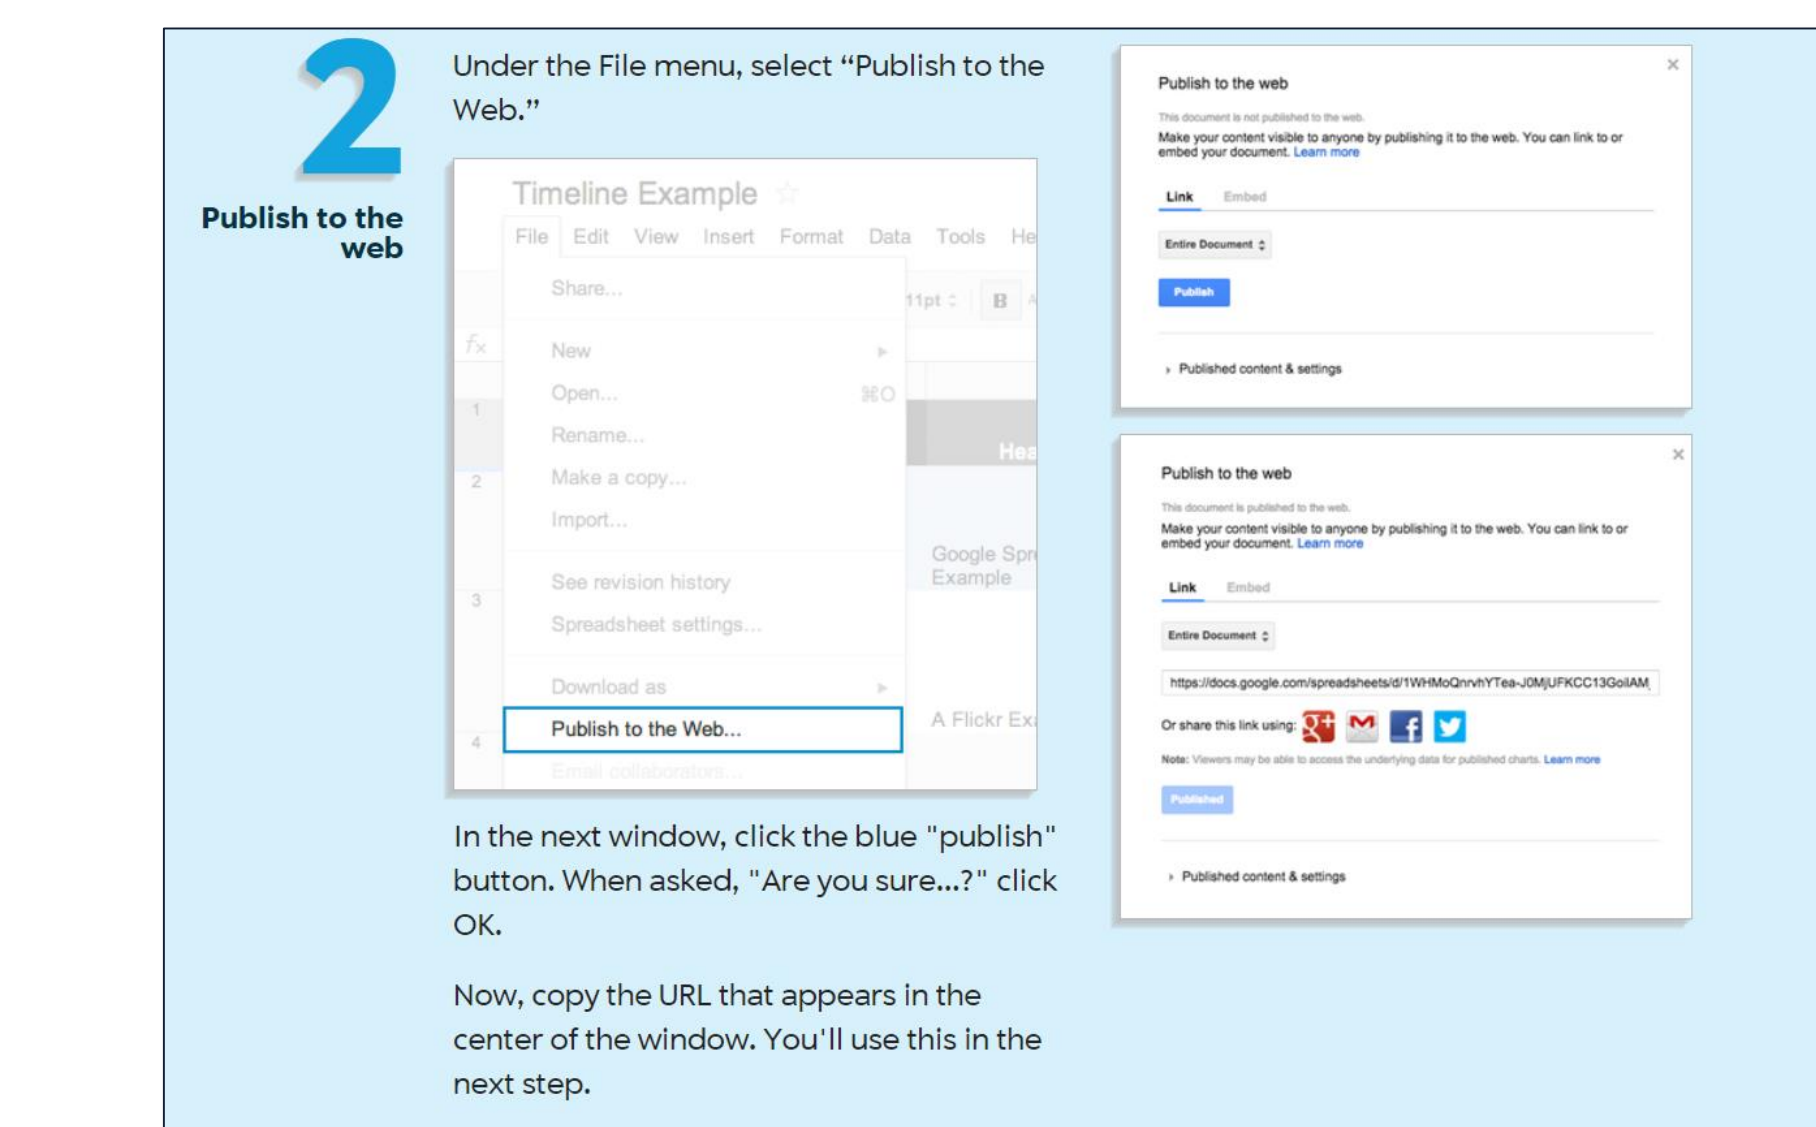 2
Publish to the
web
Under the File menu, select “Publish to the
Web.”
Timeline Example
File Edit View Insert Format Data Tools He
Share...
11pt B A
fx
New
Open... ⌘O
1
Rename...
Hea
2
Make a copy...
Import...
Google Spre
Example
See revision history
3
Spreadsheet settings...
Download as
Publish to the Web...
A Flickr Exa
4
Email collaborators...
In the next window, click the blue "publish"
button. When asked, "Are you sure...?" click
OK.
Now, copy the URL that appears in the
center of the window. You'll use this in the
next step.
Publish to the web
This document is not published to the web.
Make your content visible to anyone by publishing it to the web. You can link to or
embed your document. Learn more
Link Embed
Entire Document
Publish
Published content & settings
Publish to the web
This document is published to the web.
Make your content visible to anyone by publishing it to the web. You can link to or
embed your document. Learn more
Link Embed
Entire Document
https://docs.google.com/spreadsheets/d/1WHMoQnrvhYTea-J0MjUFKCC13GoilAM
Or share this link using: g+ M f
Note: Viewers may be able to access the underlying data for published charts. Learn more
Published
Published content & settings